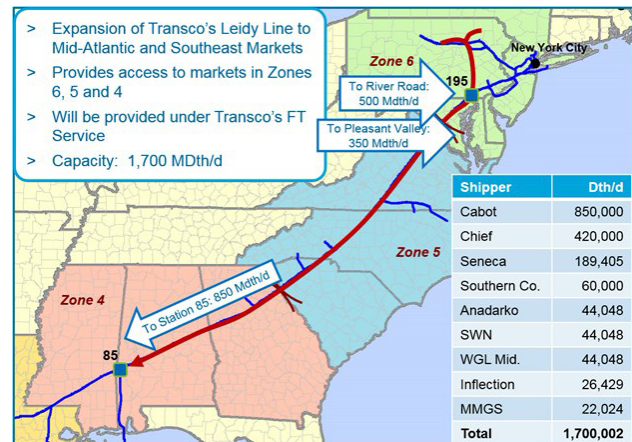 > Expansion of Transco's Leidy Line to
Mid-Atlantic and Southeast Markets
> Provides access to markets in Zones
6, 5 and 4
> Will be provided under Transco's FT
Service
> Capacity: 1,700 MDth/d
Zone 6
New York City
195
To River Road:
500 Mdth/d
To Pleasant Valley:
350 Mdth/d
Zone 5
To Station 85: 850 Mdth/d
Zone 4
85
Shipper Dth/d
Cabot 850,000
Chief 420,000
Seneca 189,405
Southern Co. 60,000
Anadarko 44,048
SWN 44,048
WGL Mid. 44,048
Inflection 26,429
MMGS 22,024
Total 1,700,002